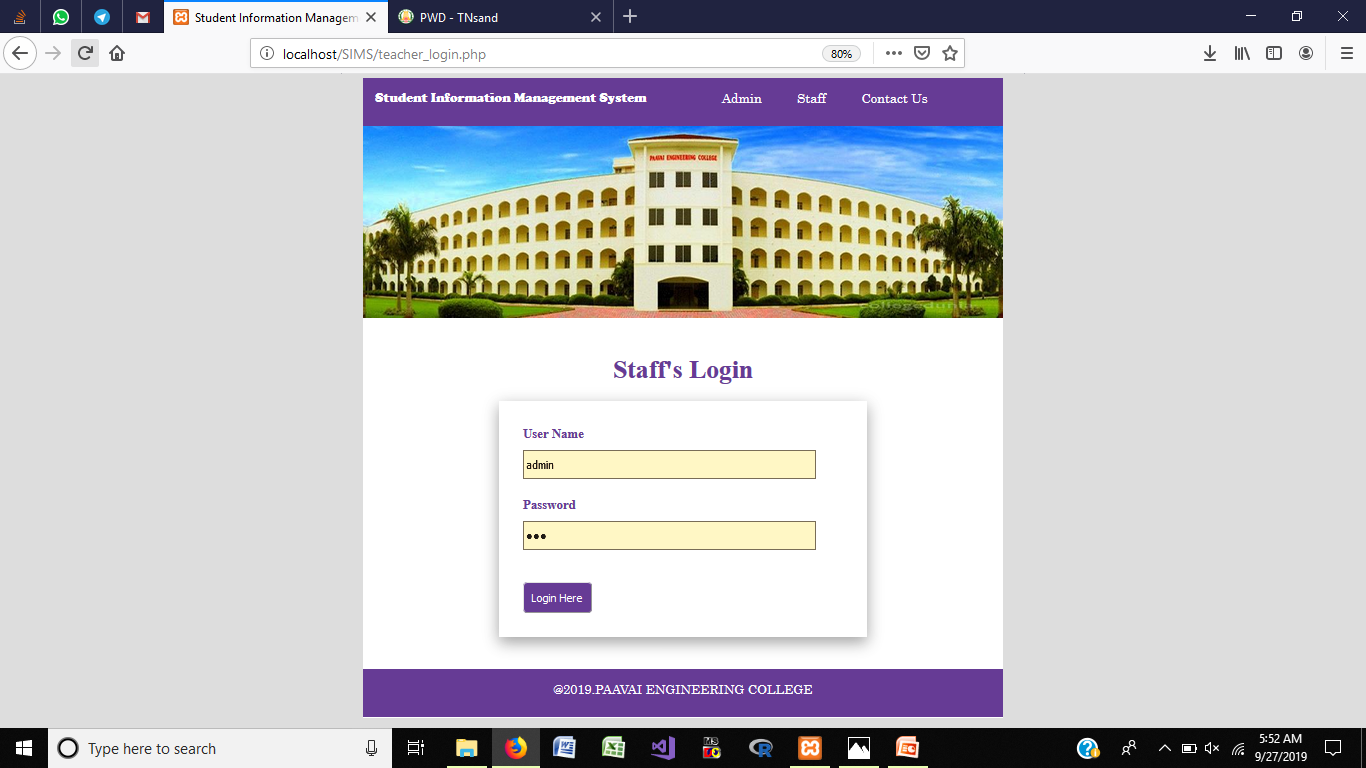 Student Information Managem
PWD - TNsand
localhost/SIMS/teacher_login.php
80%
Student Information Management System
Admin
Staff
Contact Us
PAAVAI ENGINEERING COLLEGE
Staff's Login
User Name
admin
Password
Login Here
@2019.PAAVAI ENGINEERING COLLEGE
Type here to search
5:52 AM
9/27/2019